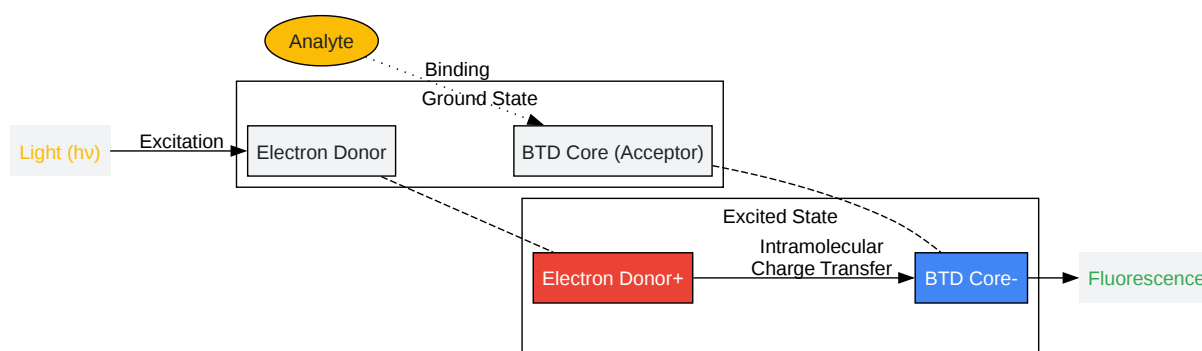 Analyte
Binding
Ground State
Light (hν)
Excitation
Electron Donor
BTD Core (Acceptor)
Excited State
Intramolecular
Charge Transfer
Electron Donor+
BTD Core-
Fluorescence